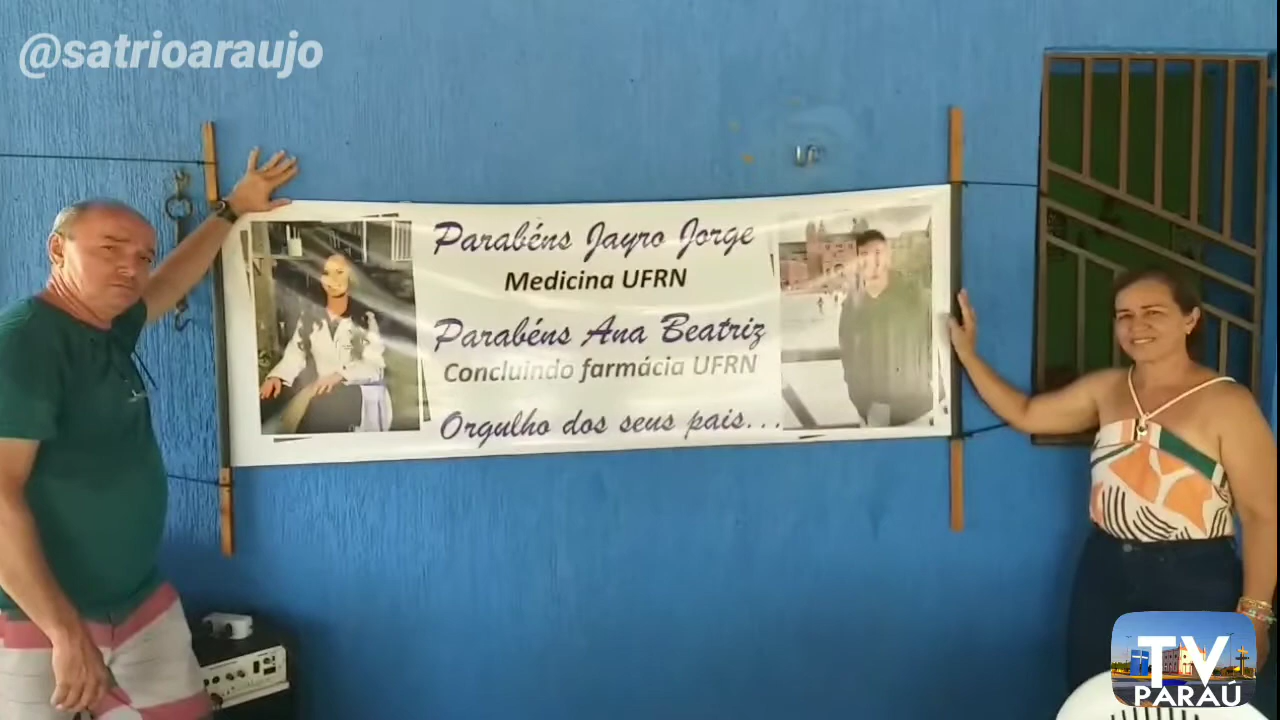 @satrioaraujo
Parabéns Jayro Jorge
Medicina UFRN
Parabéns Ana Beatriz
Concluindo farmácia UFRN
Orgulho dos seus pais...
TV
PARAÚ